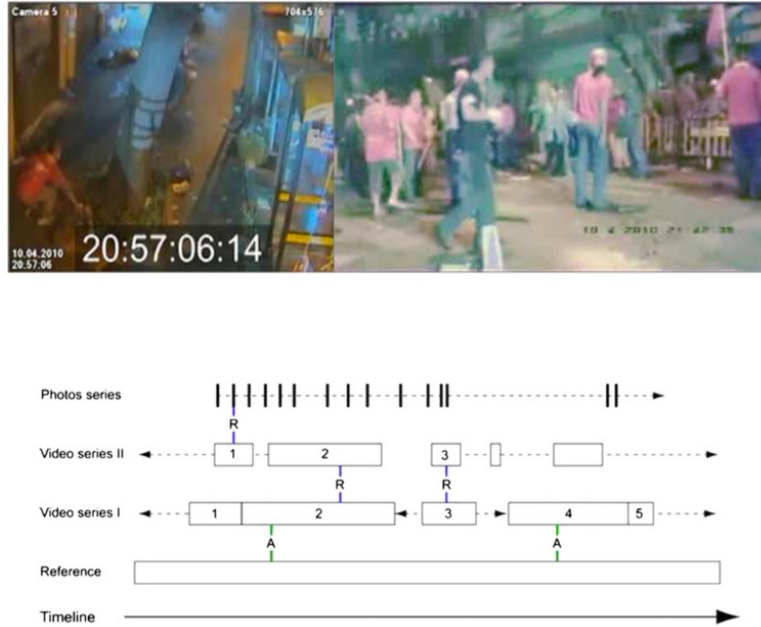 Camera 5 704x576
10.04.2010
20:57:06
20:57:06:14
10 4 2010 21:42:35
Photos series
R
Video series II
1 2 3
R R
Video series I
1 2 3 4 5
A A
Reference
Timeline